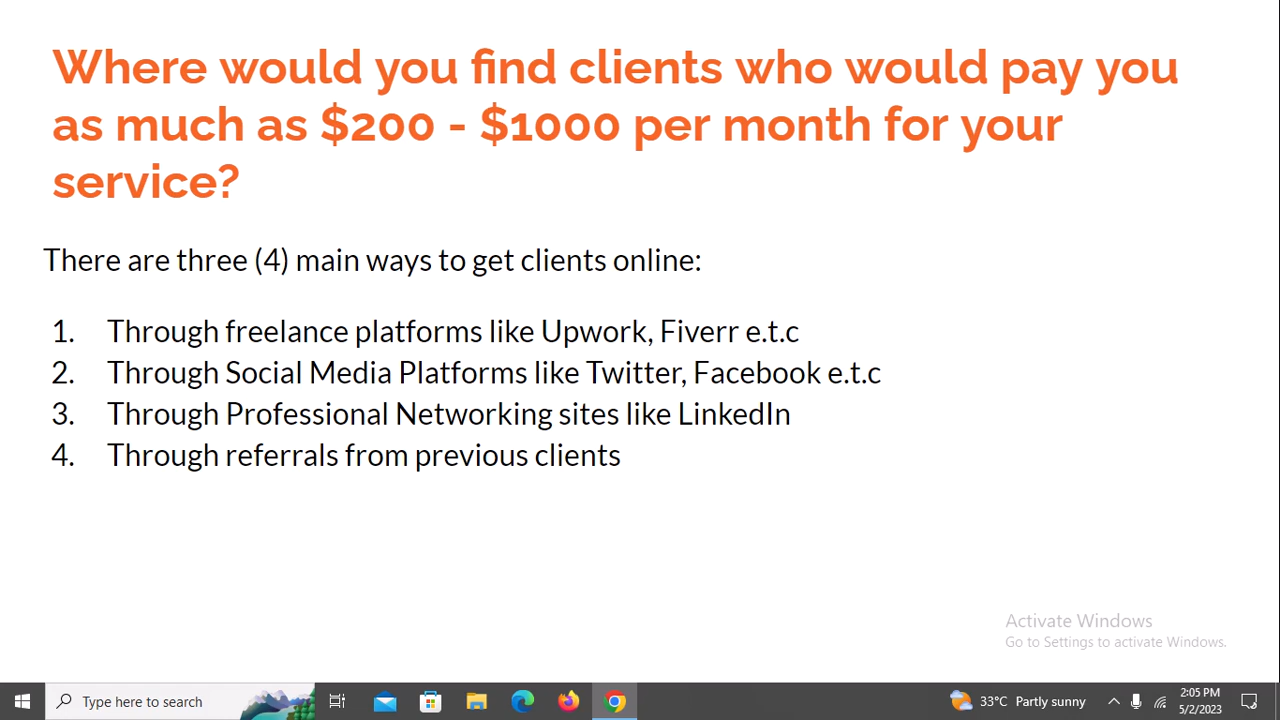 Where would you find clients who would pay you
as much as $200 - $1000 per month for your
service?
There are three (4) main ways to get clients online:
1. Through freelance platforms like Upwork, Fiverr e.t.c
2. Through Social Media Platforms like Twitter, Facebook e.t.c
3. Through Professional Networking sites like LinkedIn
4. Through referrals from previous clients
Activate Windows
Go to Settings to activate Windows.
Type here to search
33°C Partly sunny
2:05 PM
5/2/2023